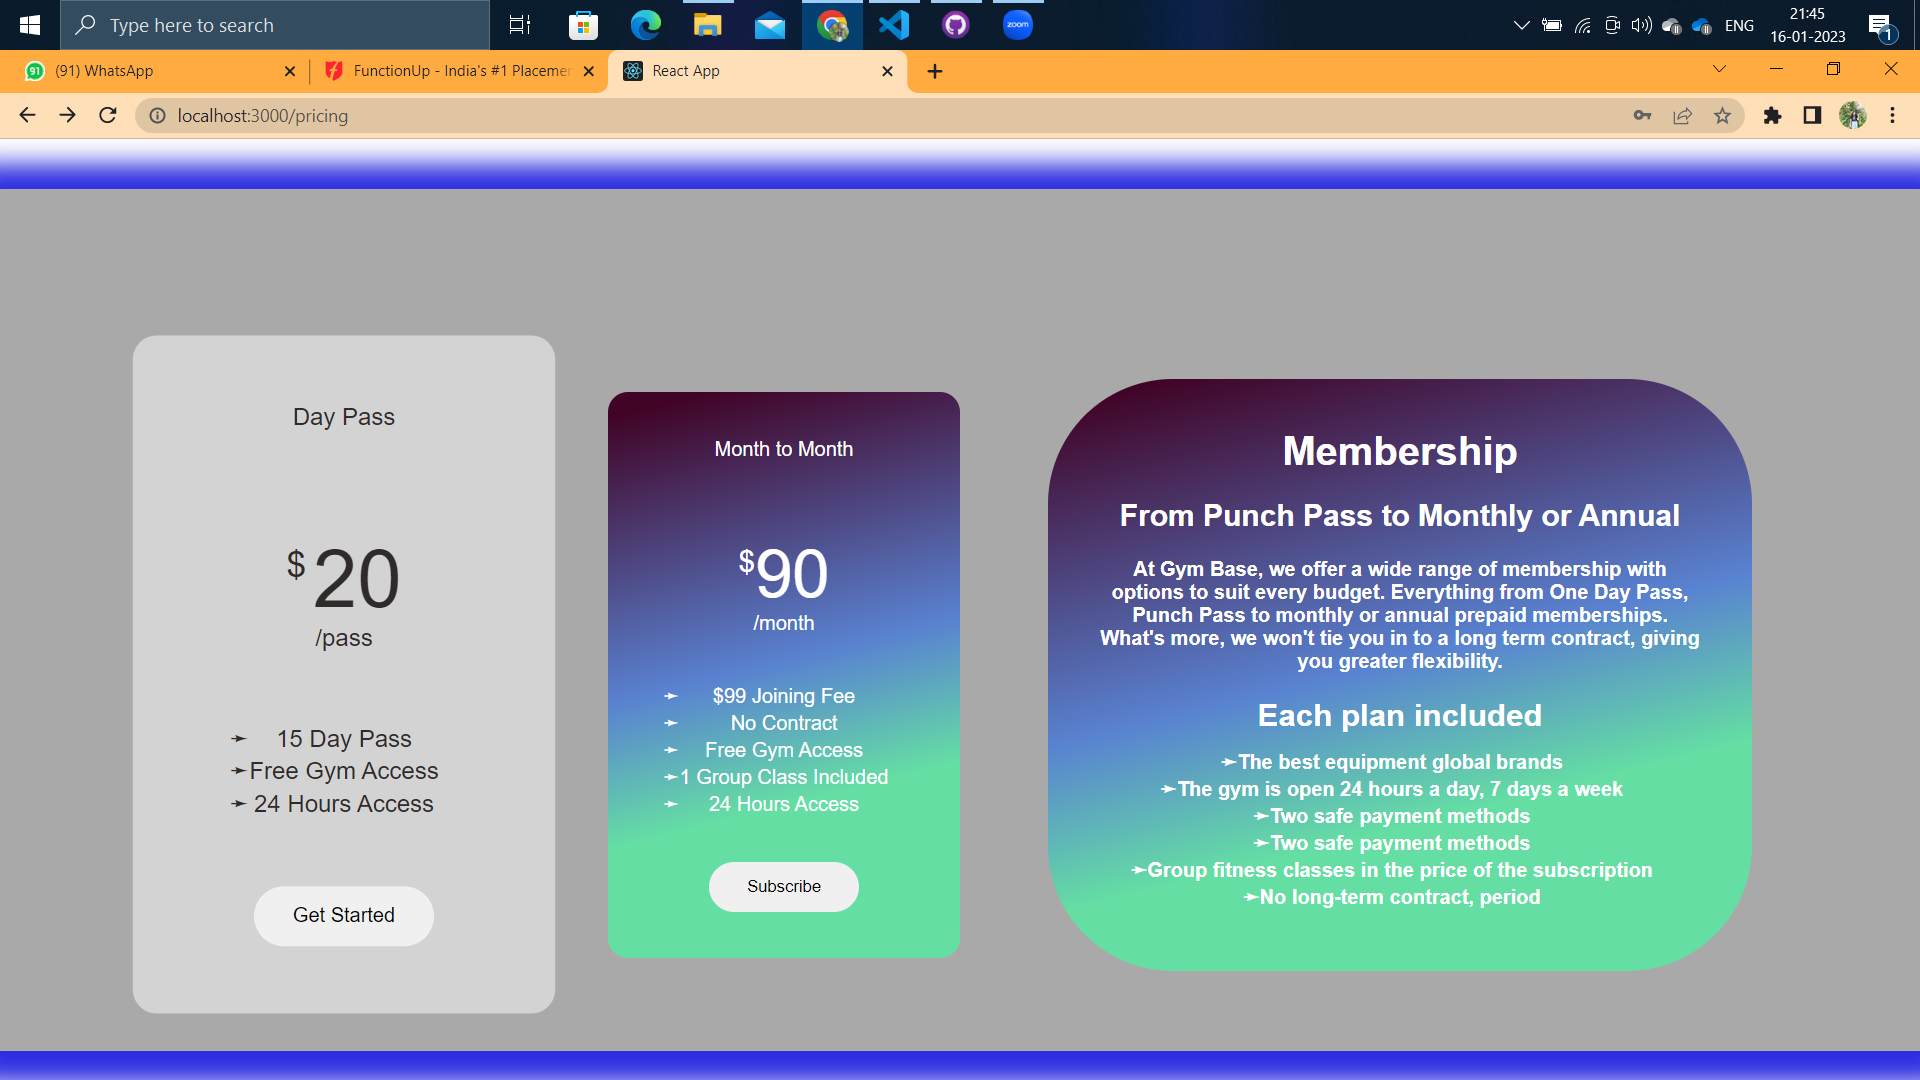 Type here to search
zoom
ENG
21:45
16-01-2023
1
91
(91) WhatsApp
FunctionUp - India's #1 Placemen
React App
localhost:3000/pricing
Day Pass
$20
/pass
➛ 15 Day Pass
➛Free Gym Access
➛ 24 Hours Access
Get Started
Month to Month
$90
/month
➛ $99 Joining Fee
➛ No Contract
➛ Free Gym Access
➛1 Group Class Included
➛ 24 Hours Access
Subscribe
Membership
From Punch Pass to Monthly or Annual
At Gym Base, we offer a wide range of membership with
options to suit every budget. Everything from One Day Pass,
Punch Pass to monthly or annual prepaid memberships.
What's more, we won't tie you in to a long term contract, giving
you greater flexibility.
Each plan included
➛The best equipment global brands
➛The gym is open 24 hours a day, 7 days a week
➛Two safe payment methods
➛Two safe payment methods
➛Group fitness classes in the price of the subscription
➛No long-term contract, period